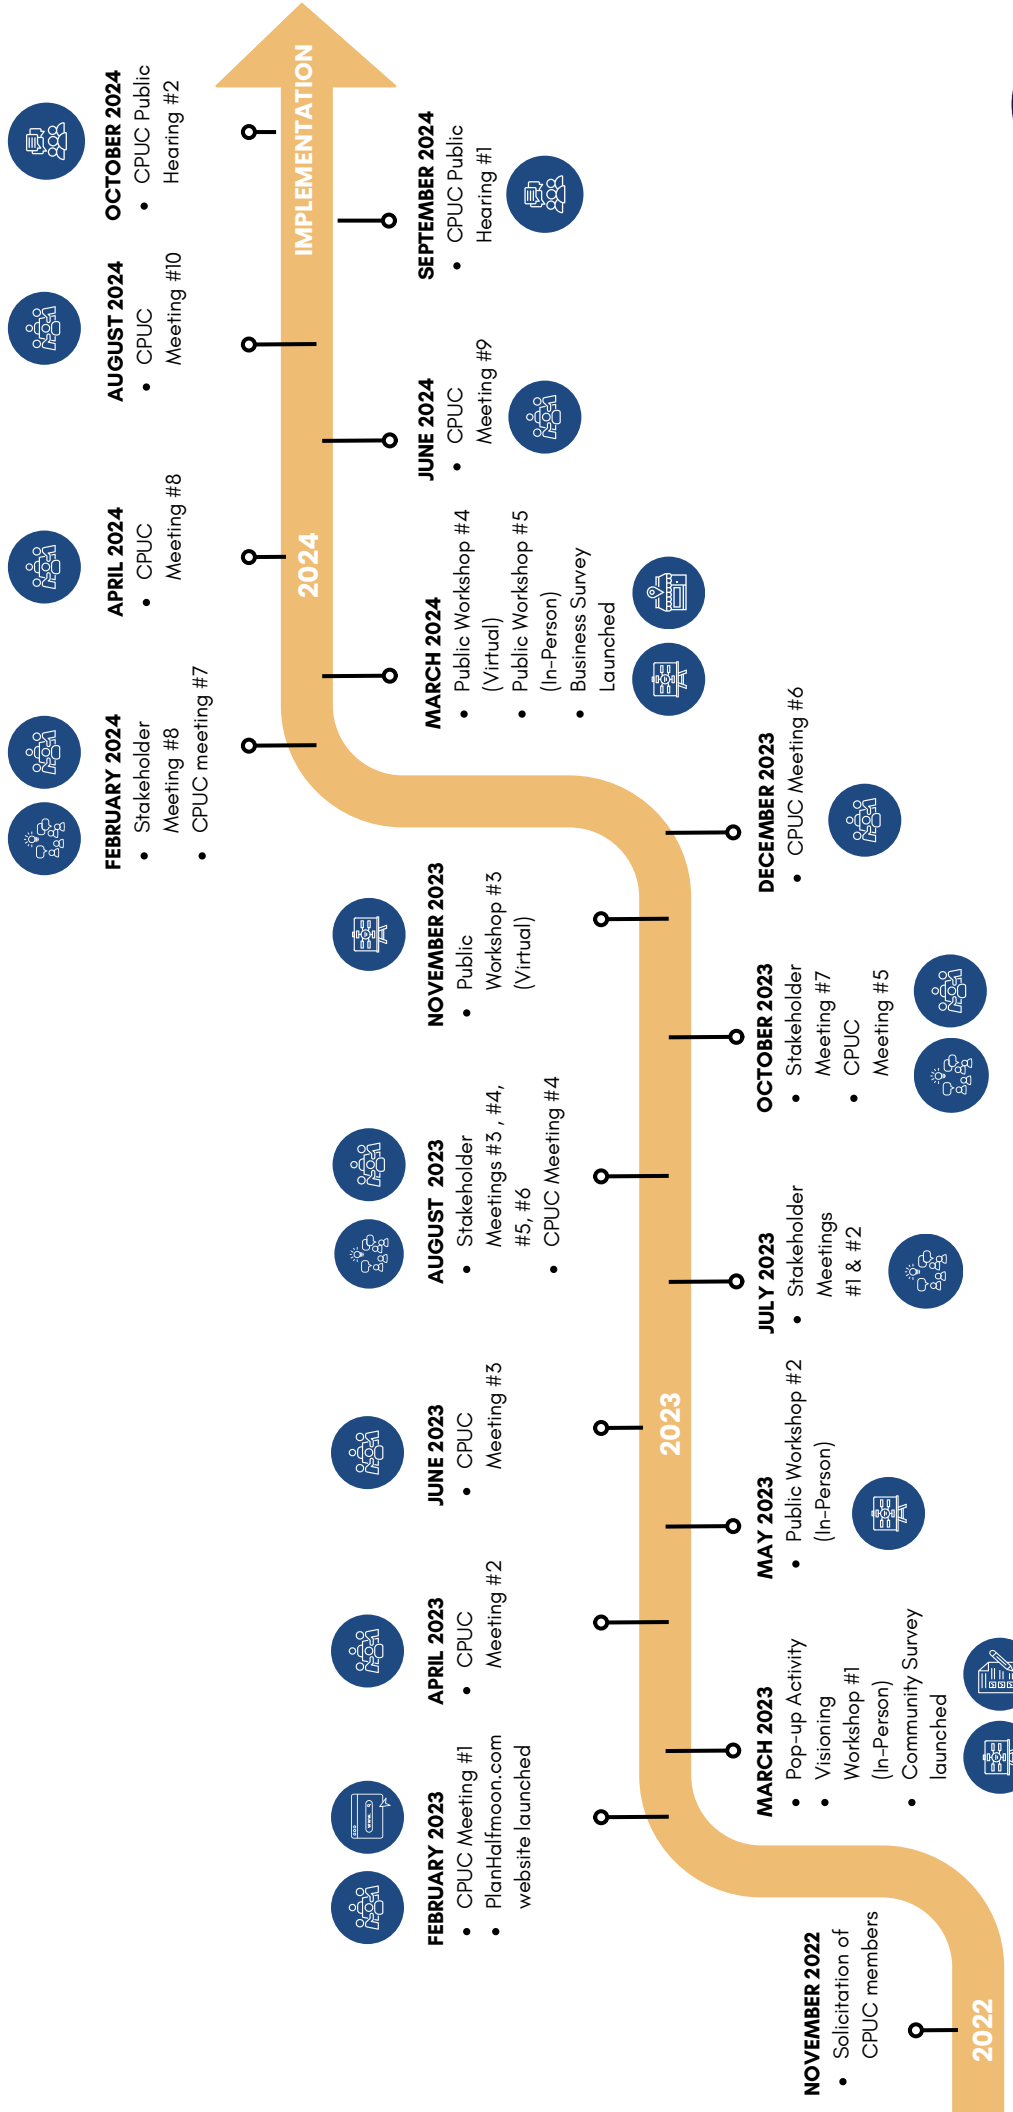 2022
NOVEMBER 2022
• Solicitation of
CPUC members
2023
FEBRUARY 2023
• CPUC Meeting #1
• PlanHalfmoon.com
website launched
MARCH 2023
• Pop-up Activity
• Visioning
Workshop #1
(In-Person)
• Community Survey
launched
APRIL 2023
• CPUC
Meeting #2
MAY 2023
• Public Workshop #2
(In-Person)
JUNE 2023
• CPUC
Meeting #3
JULY 2023
• Stakeholder
Meetings
#1 & #2
AUGUST 2023
• Stakeholder
Meetings #3 , #4,
#5, #6
• CPUC Meeting #4
OCTOBER 2023
• Stakeholder
Meeting #7
• CPUC
Meeting #5
NOVEMBER 2023
• Public
Workshop #3
(Virtual)
DECEMBER 2023
• CPUC Meeting #6
2024
FEBRUARY 2024
• Stakeholder
Meeting #8
• CPUC meeting #7
MARCH 2024
• Public Workshop #4
(Virtual)
• Public Workshop #5
(In-Person)
• Business Survey
Launched
APRIL 2024
• CPUC
Meeting #8
JUNE 2024
• CPUC
Meeting #9
AUGUST 2024
• CPUC
Meeting #10
SEPTEMBER 2024
• CPUC Public
Hearing #1
OCTOBER 2024
• CPUC Public
Hearing #2
IMPLEMENTATION